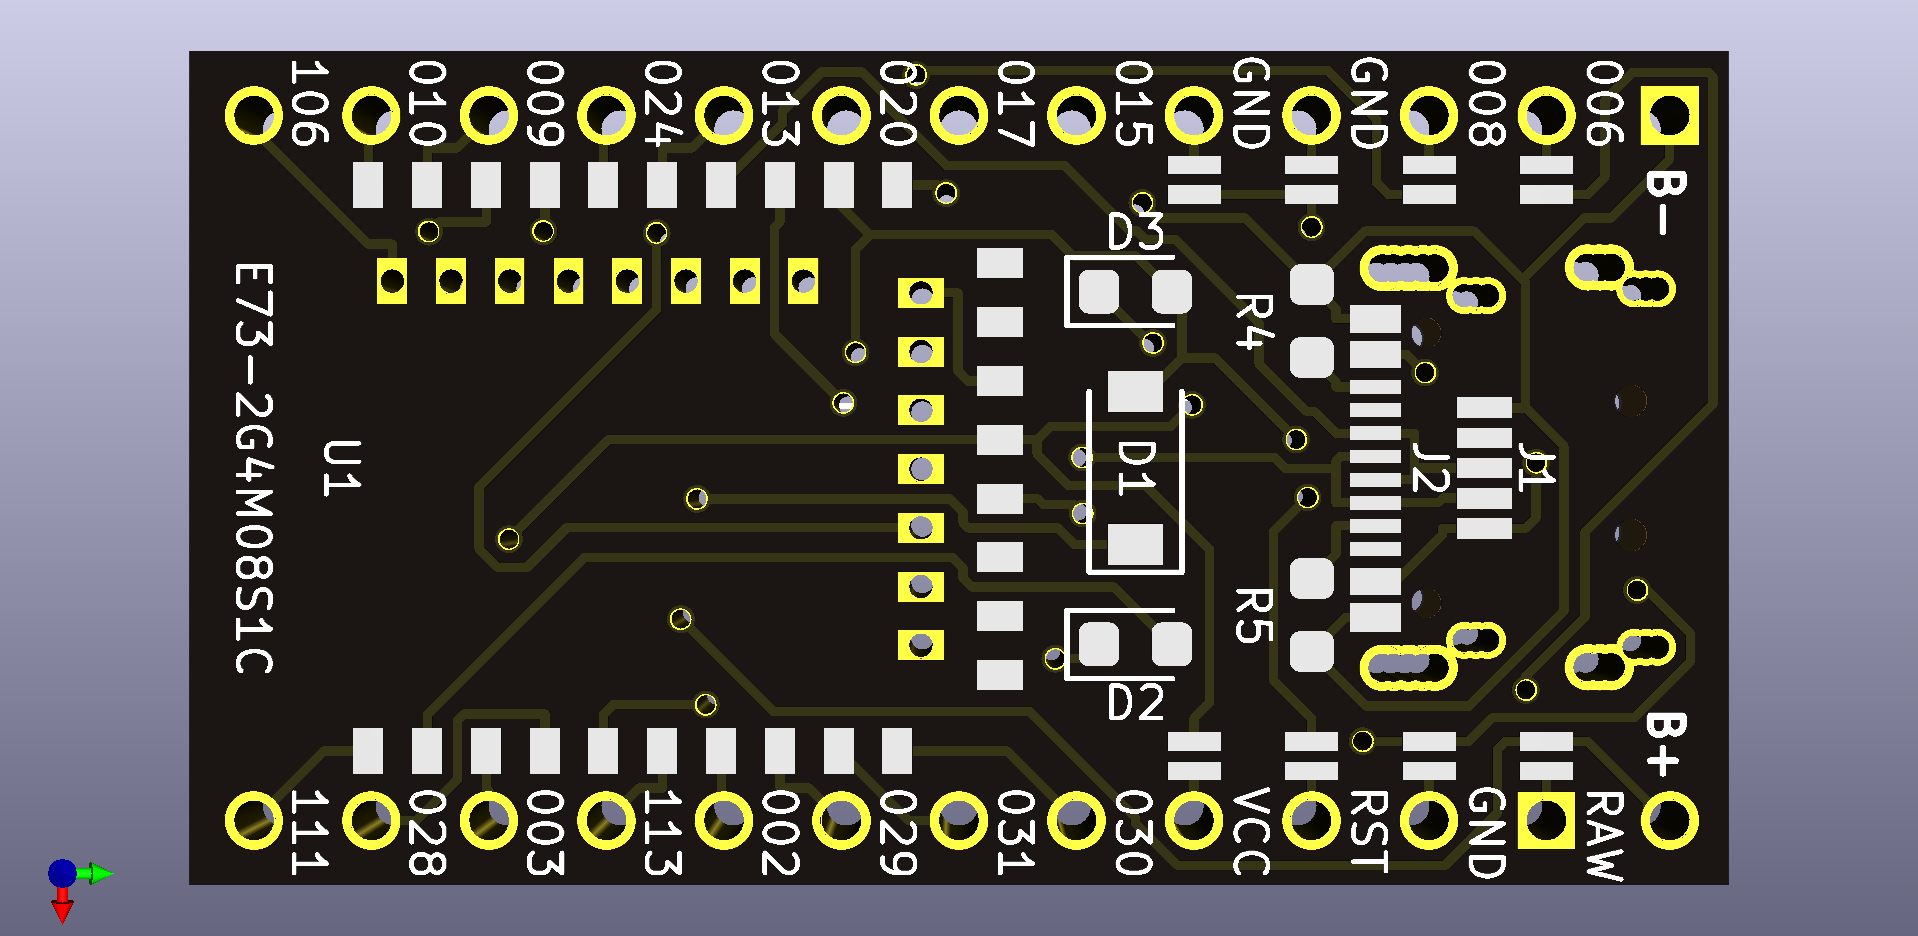 106
010
009
024
013
020
017
015
GND
GND
008
006
B-
D3
R4
E73-2G4M08S1C
U1
D1
J2
J1
R5
D2
B+
111
028
003
113
002
029
031
030
VCC
RST
GND
RAW